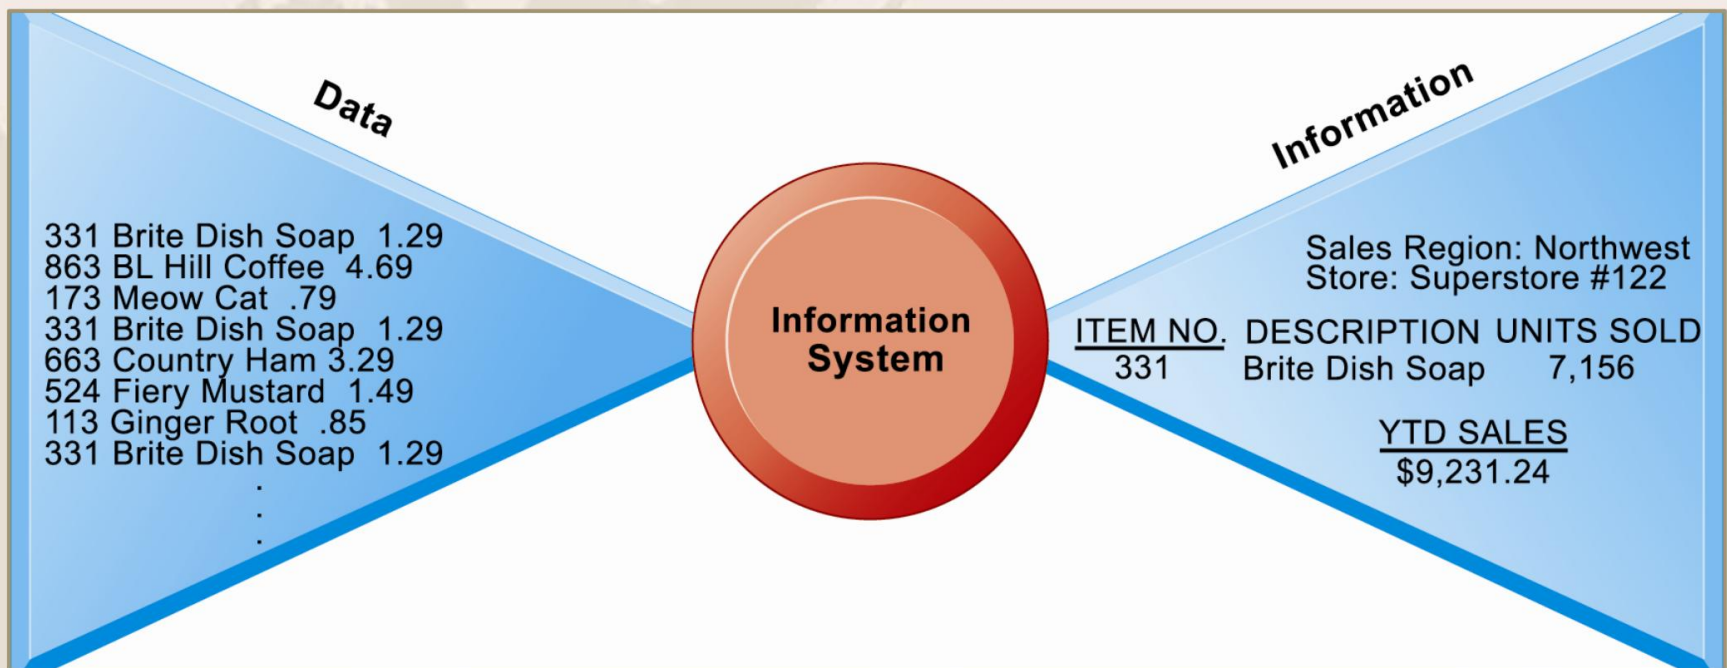 Data
331 Brite Dish Soap 1.29
863 BL Hill Coffee 4.69
173 Meow Cat .79
331 Brite Dish Soap 1.29
663 Country Ham 3.29
524 Fiery Mustard 1.49
113 Ginger Root .85
331 Brite Dish Soap 1.29
.
.
.
Information
System
Information
Sales Region: Northwest
Store: Superstore #122
ITEM NO. DESCRIPTION UNITS SOLD
331 Brite Dish Soap 7,156
YTD SALES
$9,231.24